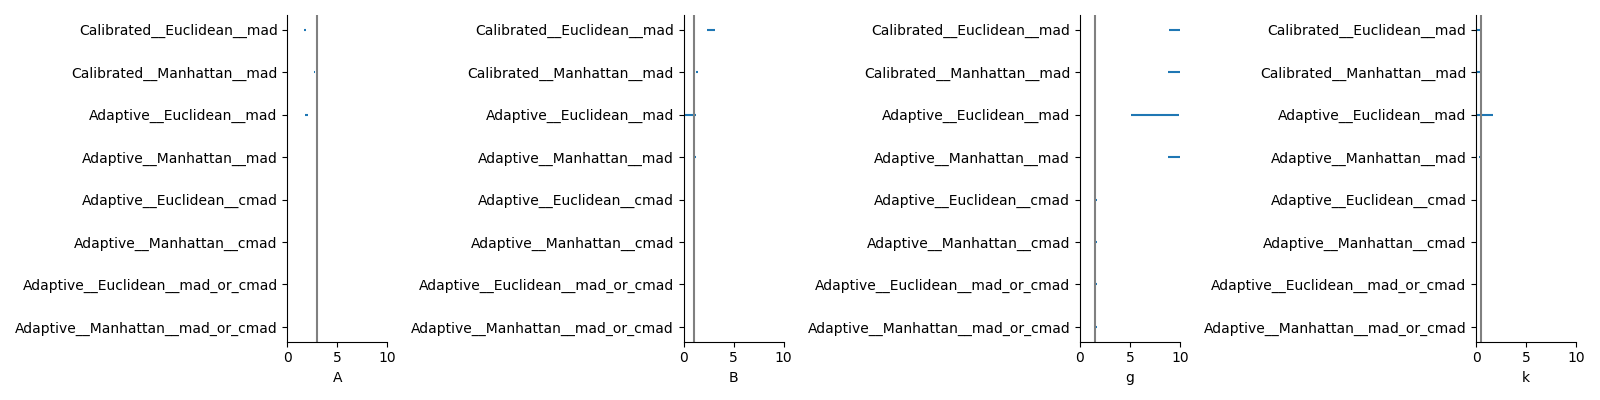 Calibrated__Euclidean__mad
Calibrated__Manhattan__mad
Adaptive__Euclidean__mad
Adaptive__Manhattan__mad
Adaptive__Euclidean__cmad
Adaptive__Manhattan__cmad
Adaptive__Euclidean__mad_or_cmad
Adaptive__Manhattan__mad_or_cmad
0 5 10
A
Calibrated__Euclidean__mad
Calibrated__Manhattan__mad
Adaptive__Euclidean__mad
Adaptive__Manhattan__mad
Adaptive__Euclidean__cmad
Adaptive__Manhattan__cmad
Adaptive__Euclidean__mad_or_cmad
Adaptive__Manhattan__mad_or_cmad
0 5 10
B
Calibrated__Euclidean__mad
Calibrated__Manhattan__mad
Adaptive__Euclidean__mad
Adaptive__Manhattan__mad
Adaptive__Euclidean__cmad
Adaptive__Manhattan__cmad
Adaptive__Euclidean__mad_or_cmad
Adaptive__Manhattan__mad_or_cmad
0 5 10
g
Calibrated__Euclidean__mad
Calibrated__Manhattan__mad
Adaptive__Euclidean__mad
Adaptive__Manhattan__mad
Adaptive__Euclidean__cmad
Adaptive__Manhattan__cmad
Adaptive__Euclidean__mad_or_cmad
Adaptive__Manhattan__mad_or_cmad
0 5 10
k